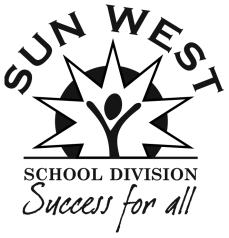 SUN WEST
SCHOOL DIVISION
Success for all